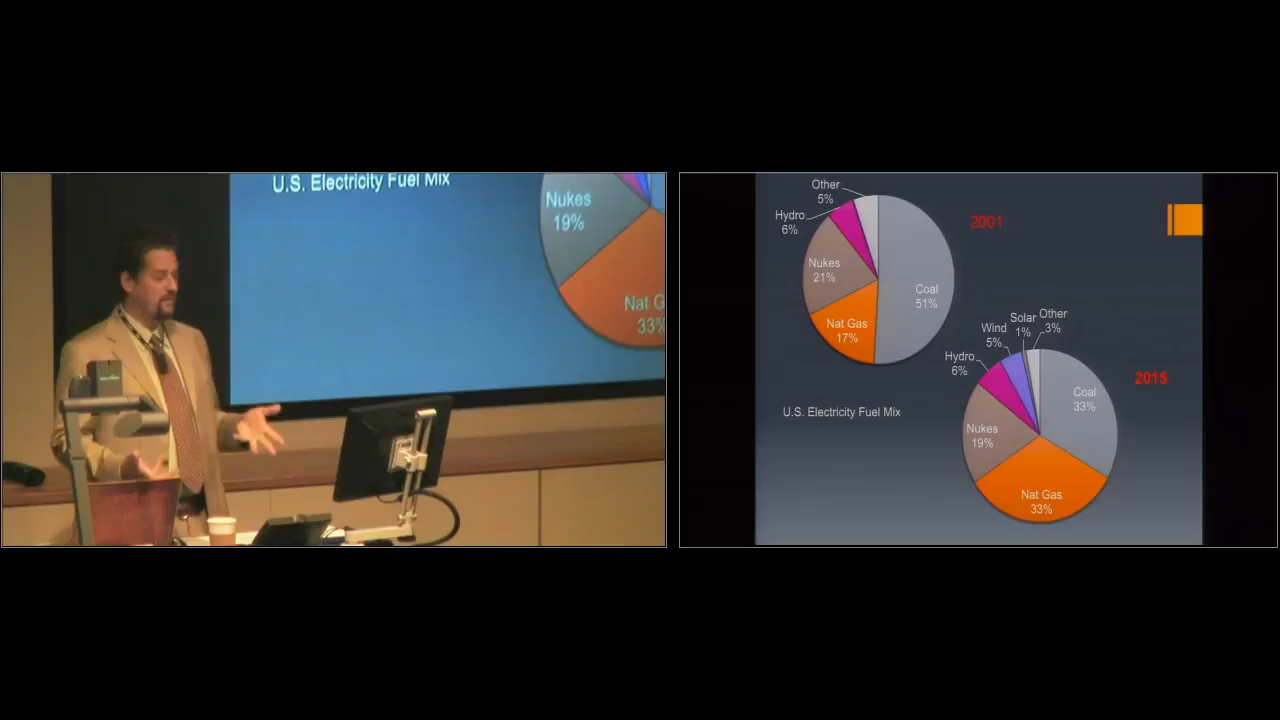 U.S. Electricity Fuel Mix
Nukes
19%
Nat G
33%
Other
5%
Hydro
6%
Nukes
21%
Nat Gas
17%
Coal
51%
2001
Other
3%
Solar
1%
Wind
5%
Hydro
6%
Nukes
19%
Nat Gas
33%
Coal
33%
2015
U.S. Electricity Fuel Mix